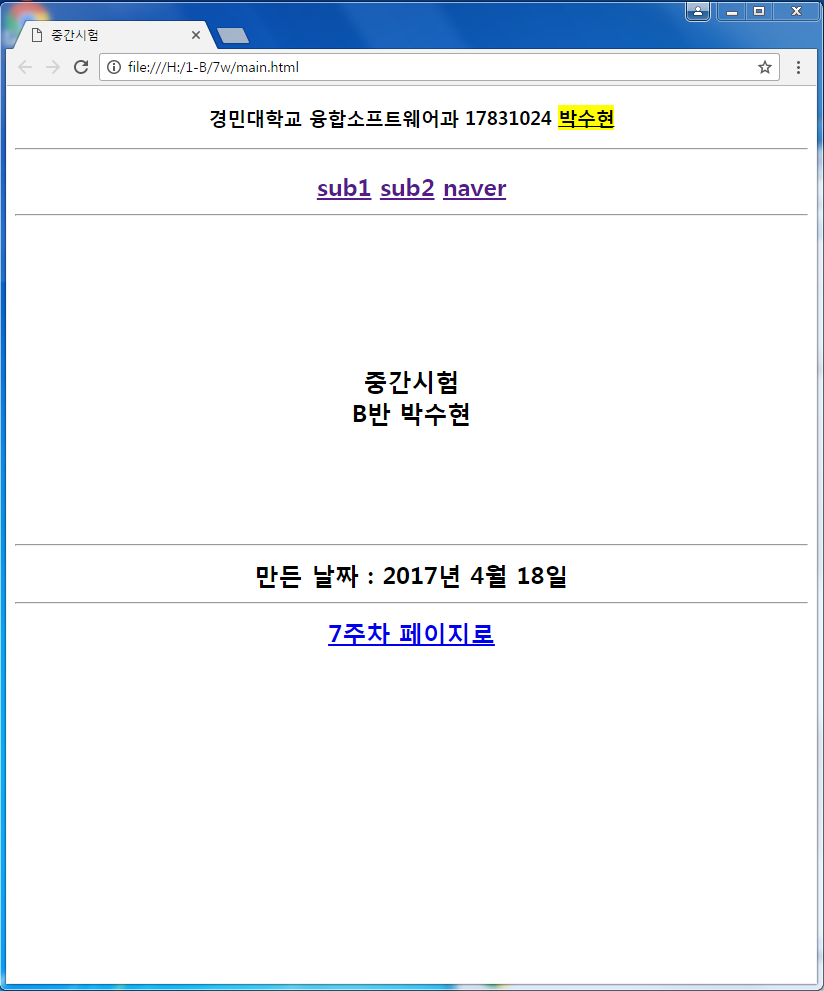 중간시험
file:///H:/1-B/7w/main.html
경민대학교 융합소프트웨어과 17831024 박수현
sub1 sub2 naver
중간시험
B반 박수현
만든 날짜 : 2017년 4월 18일
7주차 페이지로